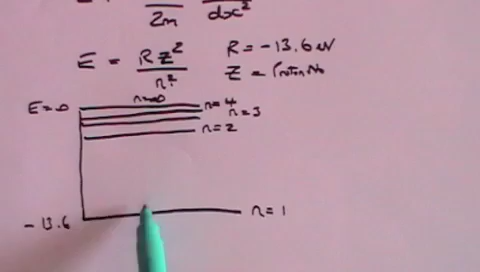 2m dx²
E = RZ²/n² R = -13.6 eV
Z = Proton No
n=∞
E=0 n=4
n=3
n=2
-13.6 n=1